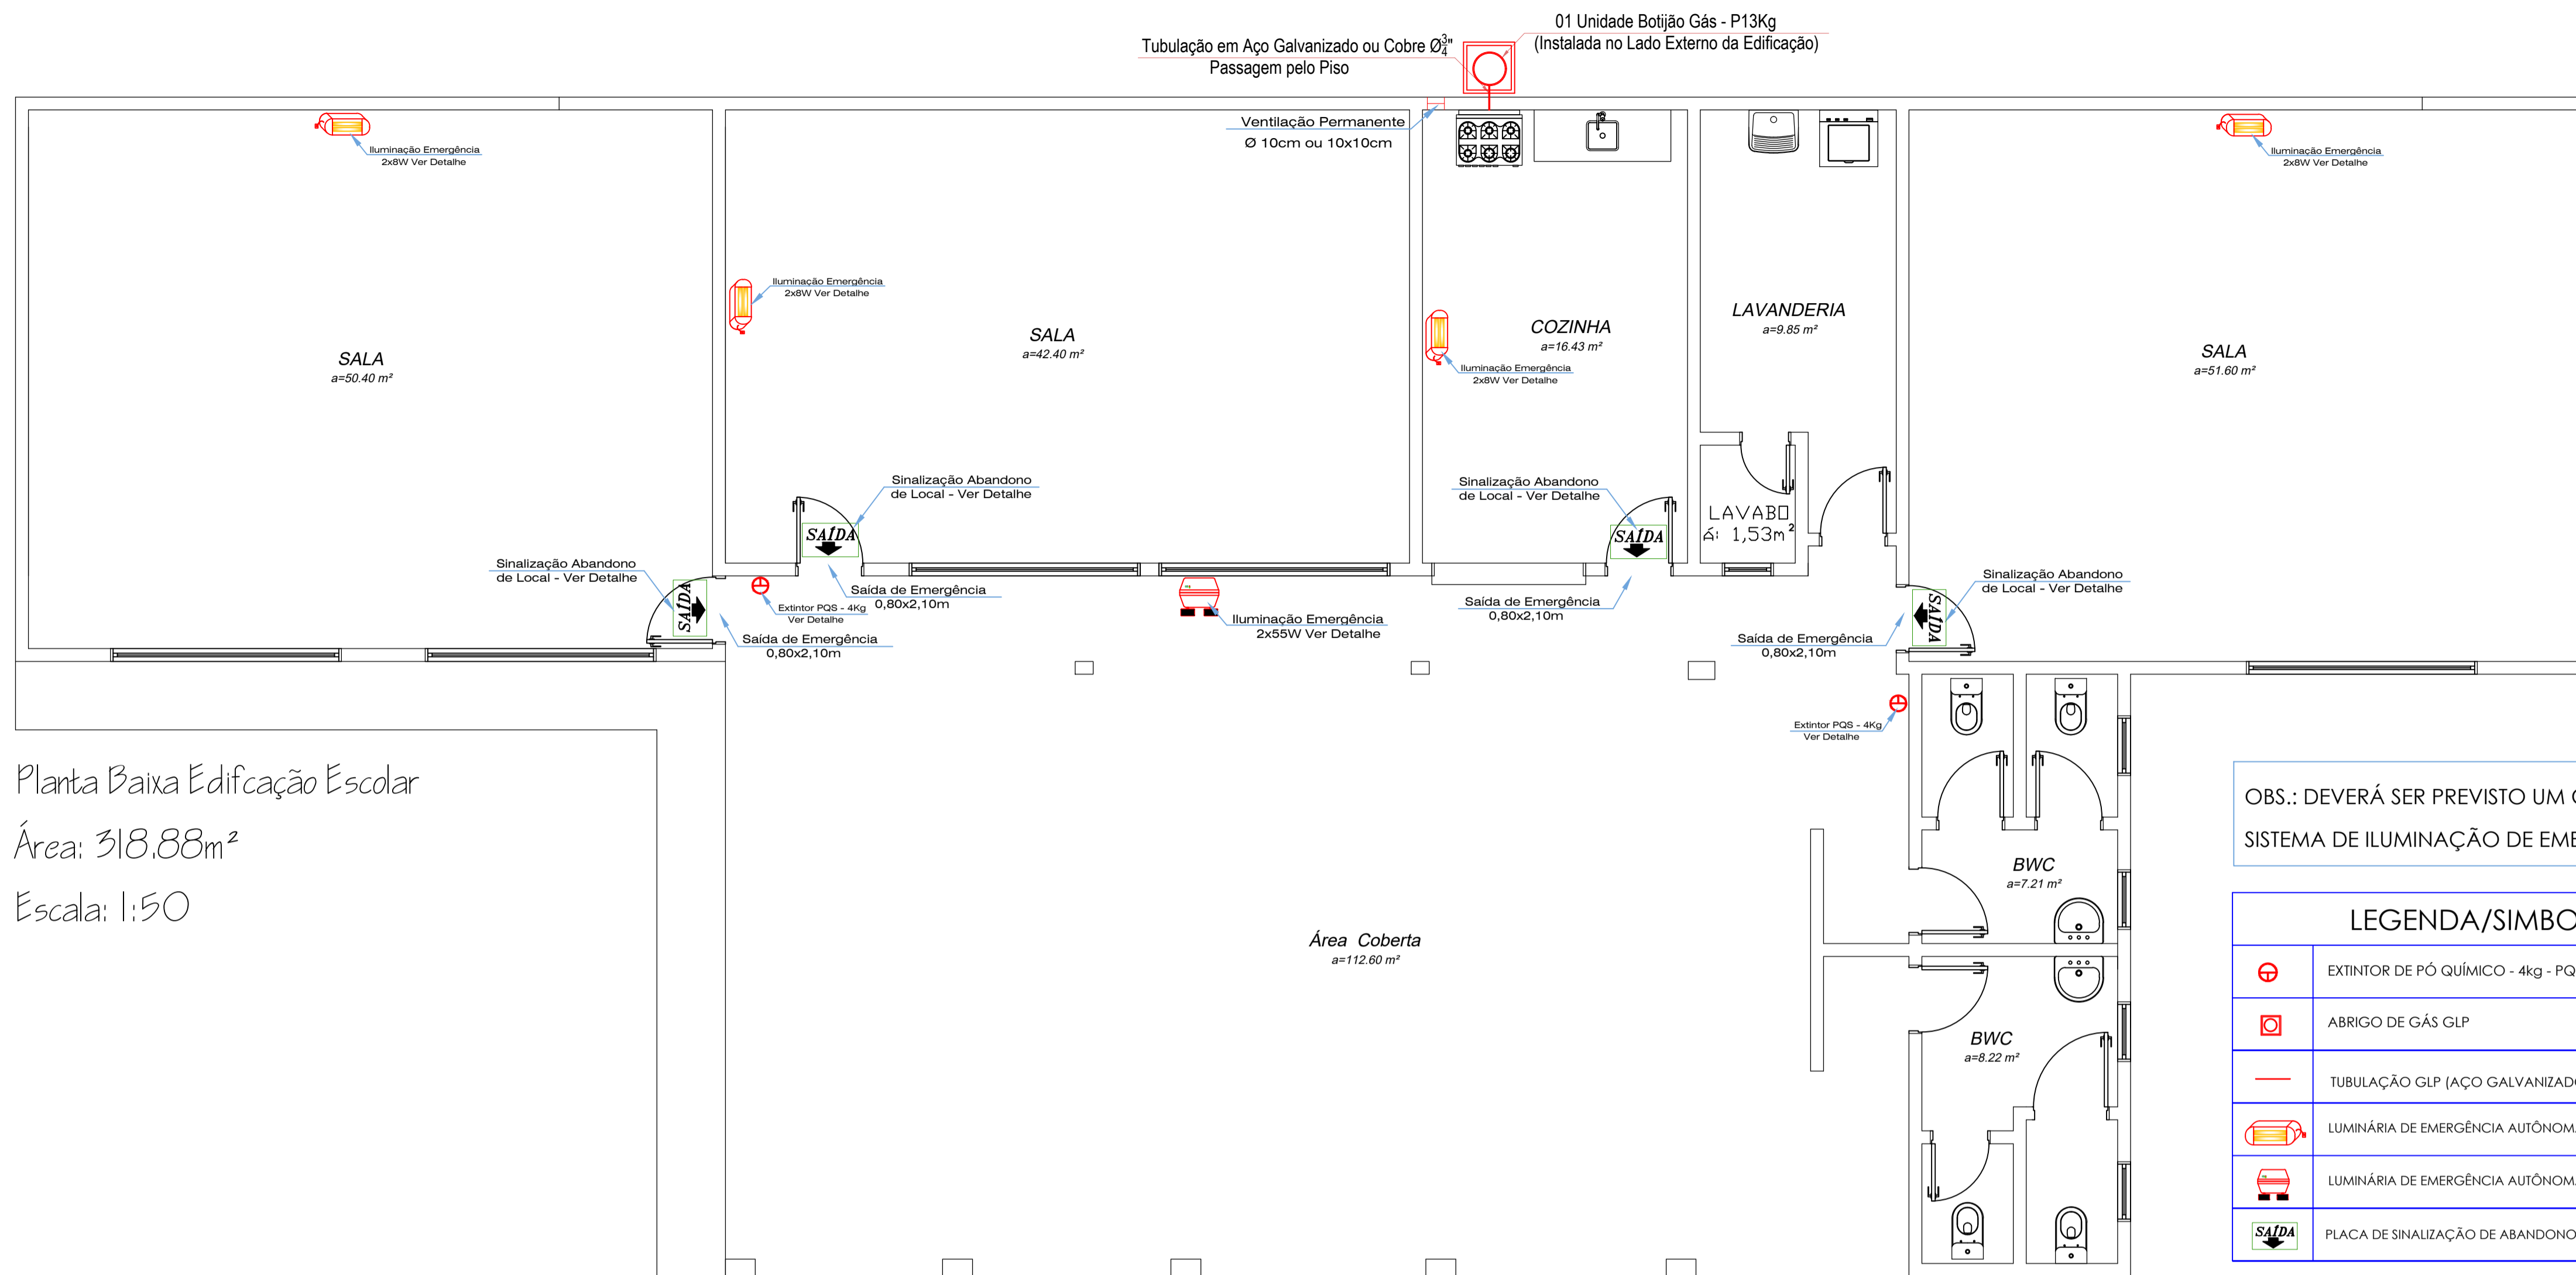 01 Unidade Botijão Gás - P13Kg
(Instalada no Lado Externo da Edificação)
Tubulação em Aço Galvanizado ou Cobre Ø3/4"
Passagem pelo Piso
Ventilação Permanente
Ø 10cm ou 10x10cm
Iluminação Emergência
2x8W Ver Detalhe
Iluminação Emergência
2x8W Ver Detalhe
Iluminação Emergência
2x8W Ver Detalhe
Iluminação Emergência
2x8W Ver Detalhe
SALA
a=50.40 m²
SALA
a=42.40 m²
COZINHA
a=16.43 m²
LAVANDERIA
a=9.85 m²
SALA
a=51.60 m²
Sinalização Abandono
de Local - Ver Detalhe
Sinalização Abandono
de Local - Ver Detalhe
LAVABO
Á: 1,53m²
SAÍDA
SAÍDA
Sinalização Abandono
de Local - Ver Detalhe
Sinalização Abandono
de Local - Ver Detalhe
SAÍDA
SAÍDA
Saída de Emergência
0,80x2,10m
Saída de Emergência
0,80x2,10m
Extintor PQS - 4Kg
Ver Detalhe
Iluminação Emergência
2x55W Ver Detalhe
Saída de Emergência
0,80x2,10m
Saída de Emergência
0,80x2,10m
Extintor PQS - 4Kg
Ver Detalhe
Planta Baixa Edifcação Escolar
Área: 318.88m²
Escala: 1:50
Área Coberta
a=112.60 m²
BWC
a=7.21 m²
BWC
a=8.22 m²
OBS.: DEVERÁ SER PREVISTO UM
SISTEMA DE ILUMINAÇÃO DE EME
LEGENDA/SIMBO
EXTINTOR DE PÓ QUÍMICO - 4kg - PQ
ABRIGO DE GÁS GLP
TUBULAÇÃO GLP (AÇO GALVANIZAD
LUMINÁRIA DE EMERGÊNCIA AUTÔNOM
LUMINÁRIA DE EMERGÊNCIA AUTÔNOM
SAÍDA
PLACA DE SINALIZAÇÃO DE ABANDONO